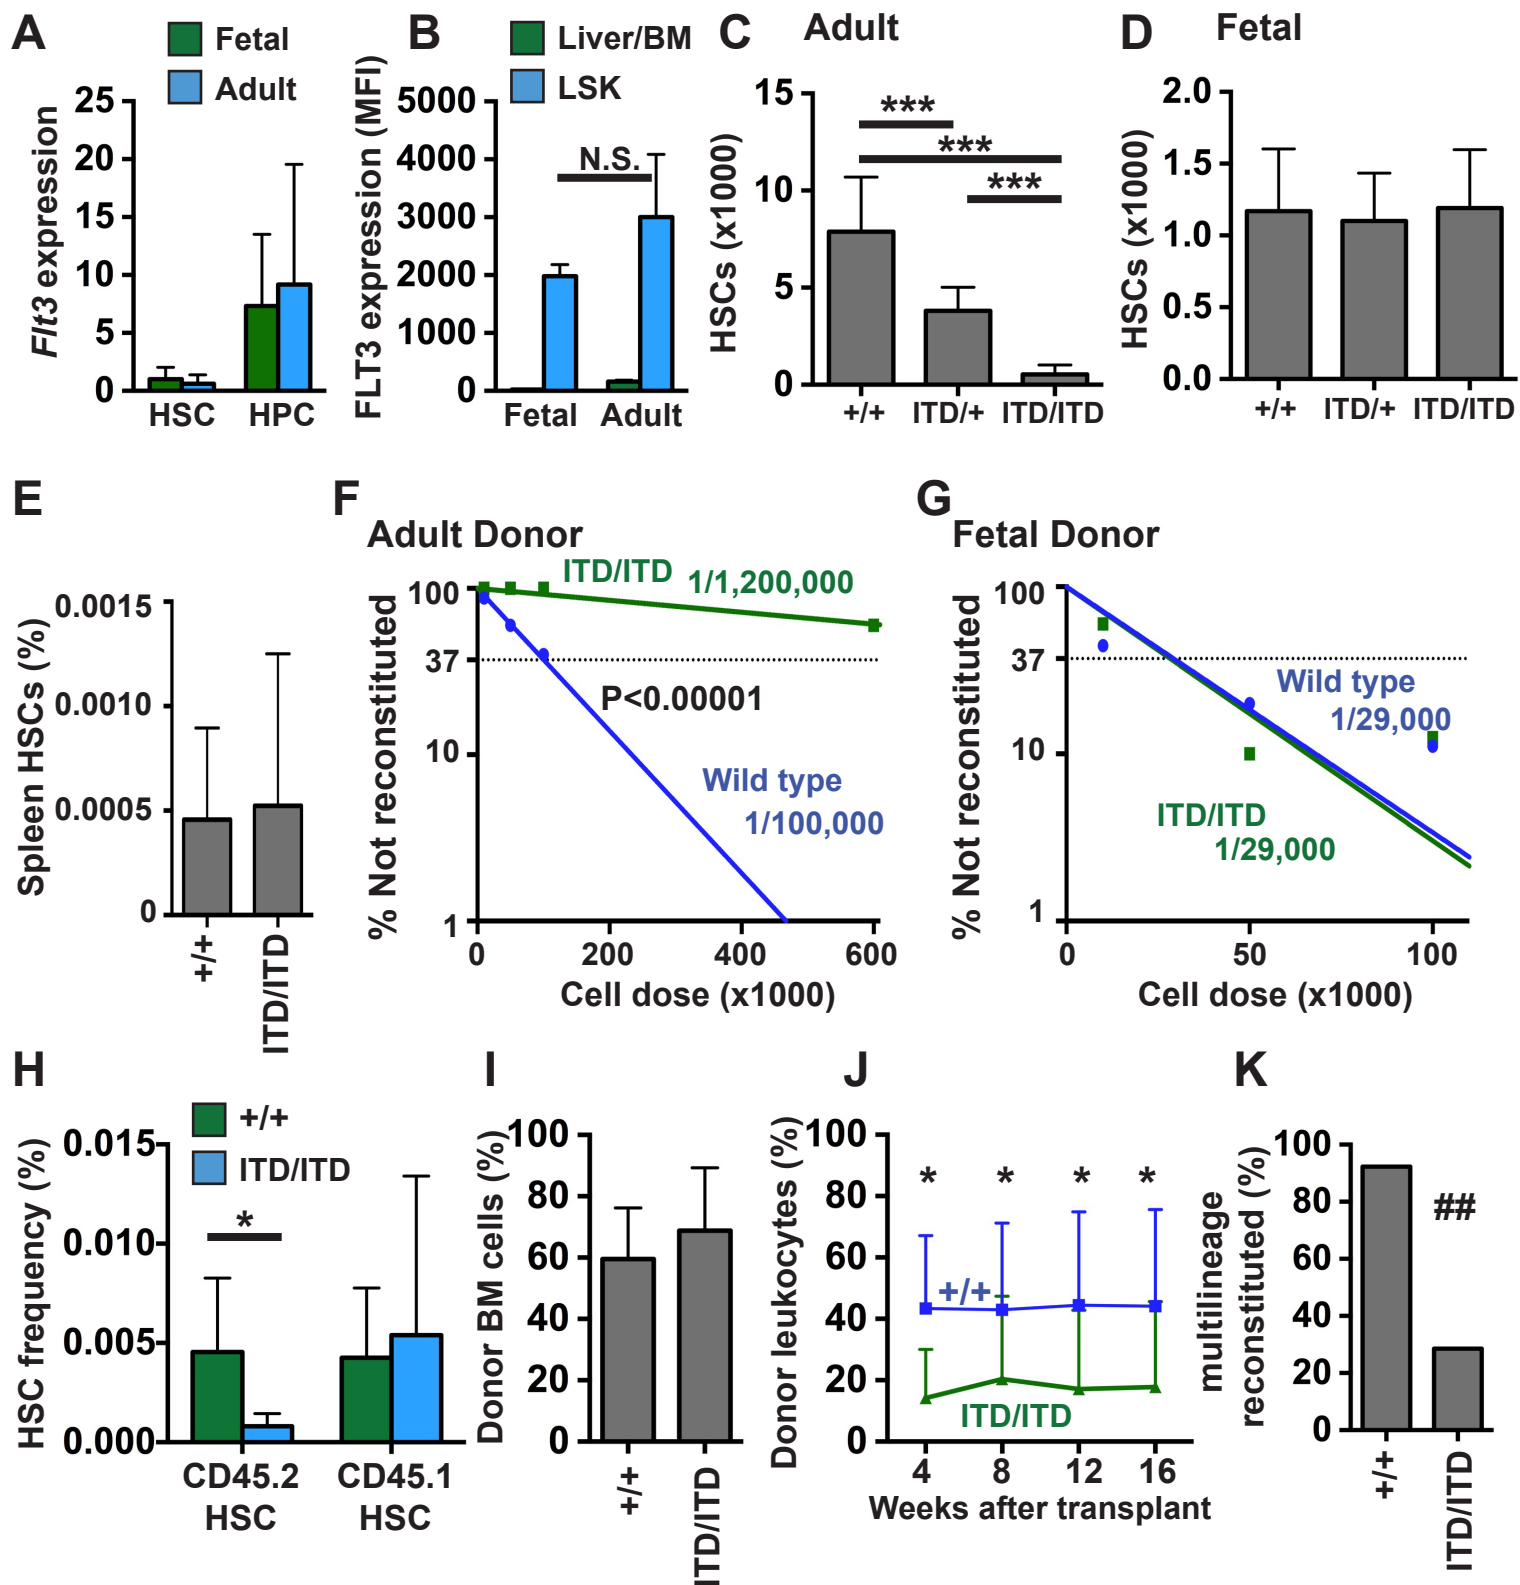 A
Fetal
Adult
Flt3 expression
25
20
15
10
5
0
HSC
HPC
B
Liver/BM
LSK
FLT3 expression (MFI)
5000
4000
3000
2000
1000
0
N.S.
Fetal
Adult
C
Adult
HSCs (x1000)
15
10
5
0
***
***
***
+/+
ITD/+
ITD/ITD
D
Fetal
HSCs (x1000)
2.0
1.5
1.0
0.5
0.0
+/+
ITD/+
ITD/ITD
E
Spleen HSCs (%)
0.0015
0.0010
0.0005
0
+/+
ITD/ITD
F
Adult Donor
% Not reconstituted
100
37
10
1
ITD/ITD 1/1,200,000
P<0.00001
Wild type
1/100,000
0
200
400
600
Cell dose (x1000)
G
Fetal Donor
% Not reconstituted
100
37
10
1
Wild type
1/29,000
ITD/ITD
1/29,000
0
50
100
Cell dose (x1000)
H
+/+
ITD/ITD
HSC frequency (%)
0.015
0.010
0.005
0.000
*
CD45.2
HSC
CD45.1
HSC
I
Donor BM cells (%)
100
80
60
40
20
0
+/+
ITD/ITD
J
Donor leukocytes (%)
100
80
60
40
20
0
* * * *
+/+
ITD/ITD
4
8
12
16
Weeks after transplant
K
multilineage
reconstituted (%)
100
80
60
40
20
0
##
+/+
ITD/ITD